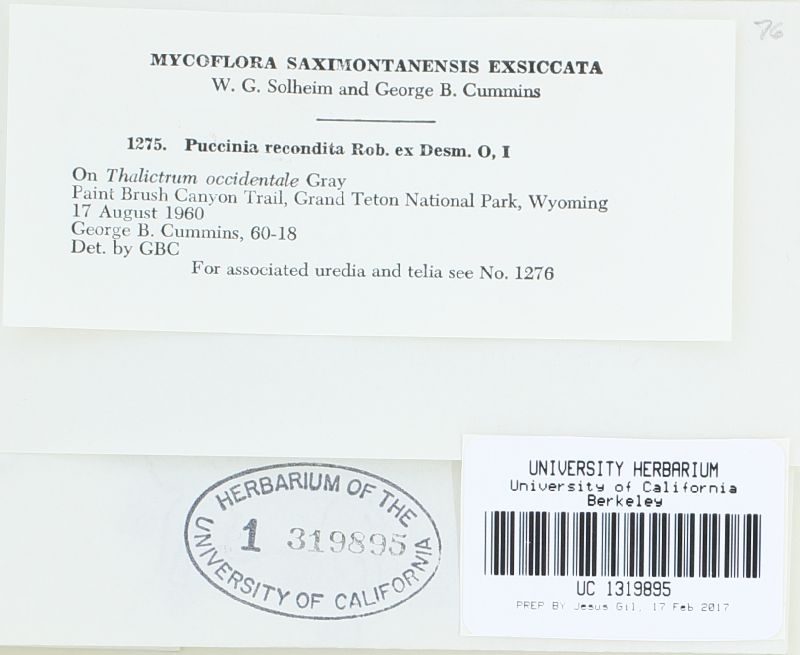 76
MYCOFLORA SAXIMONTANENSIS EXSICCATA
W. G. Solheim and George B. Cummins
1275. Puccinia recondita Rob. ex Desm. O, I
On Thalictrum occidentale Gray
Paint Brush Canyon Trail, Grand Teton National Park, Wyoming
17 August 1960
George B. Cummins, 60-18
Det. by GBC
For associated uredia and telia see No. 1276
HERBARIUM OF THE
1 319895
UNIVERSITY OF CALIFORNIA
UNIVERSITY HERBARIUM
University of California
Berkeley
UC 1319895
PREP BY Jesus Gil, 17 Feb 2017